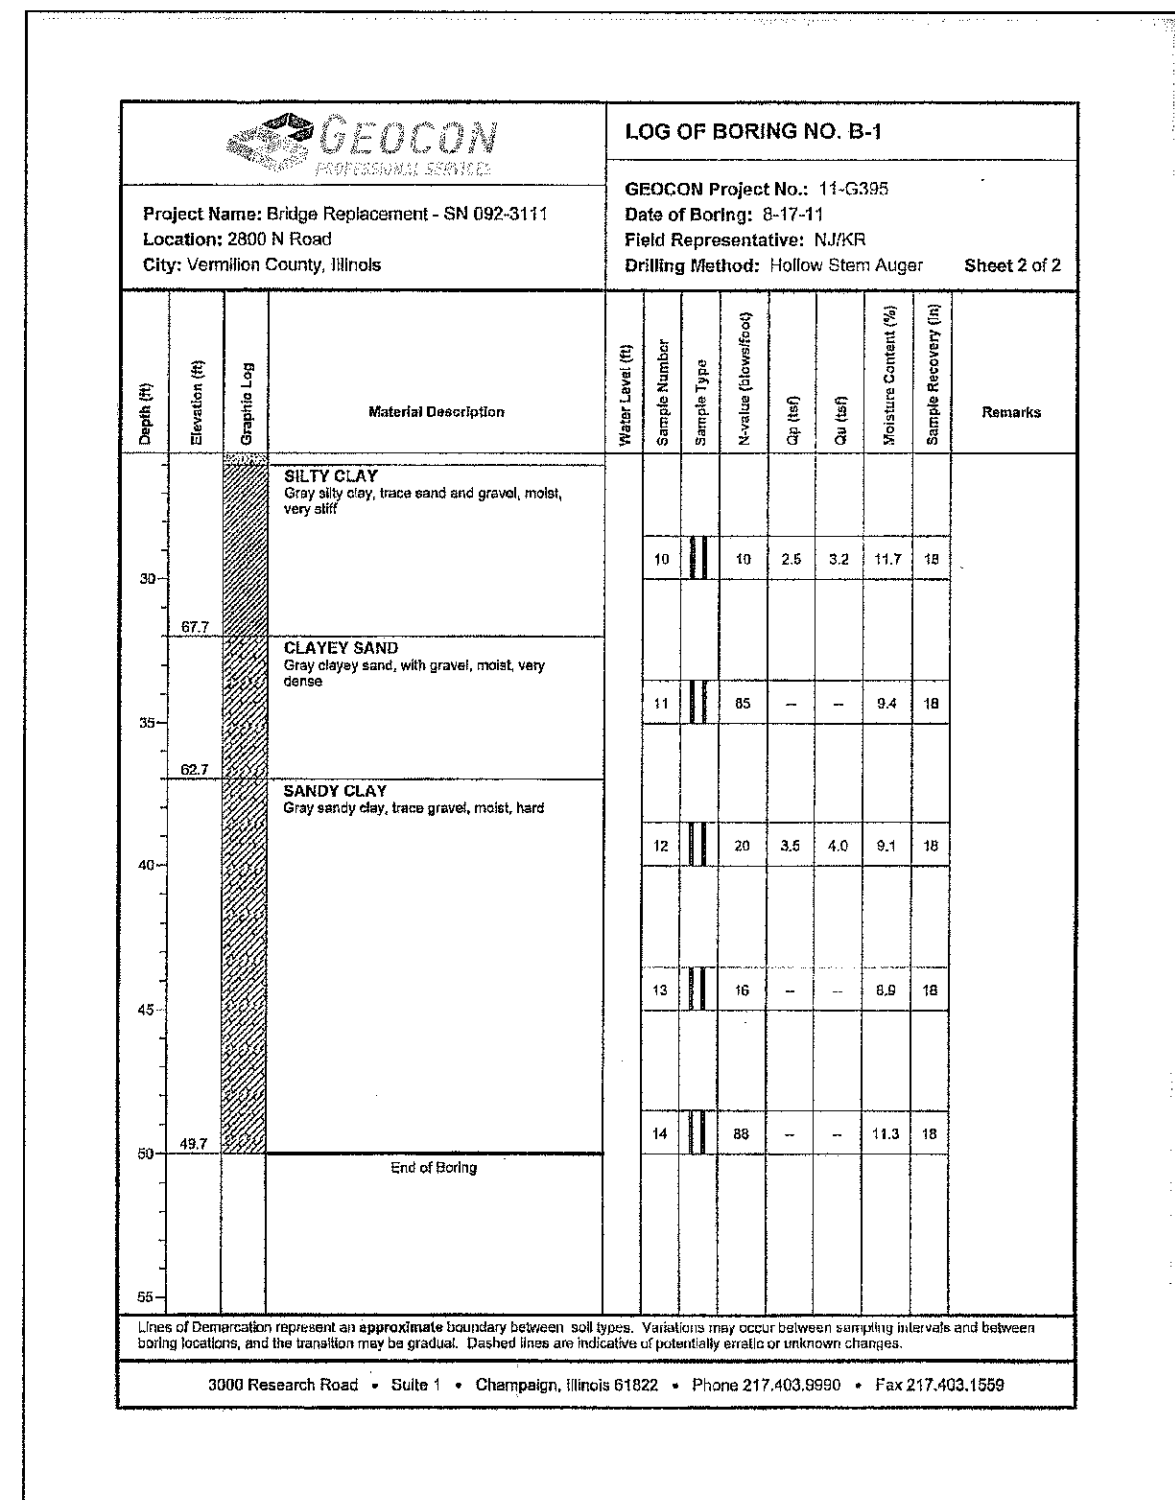 GEOCON
PROFESSIONAL SERVICES
LOG OF BORING NO. B-1
Project Name: Bridge Replacement - SN 092-3111
Location: 2800 N Road
City: Vermilion County, Illinois
GEOCON Project No.: 11-G395
Date of Boring: 8-17-11
Field Representative: NJ/KR
Drilling Method: Hollow Stem Auger Sheet 2 of 2
Depth (ft) Elevation (ft) Graphic Log Material Description Water Level (ft) Sample Number Sample Type N-value (blows/foot) Qp (tsf) Qu (tsf) Moisture Content (%) Sample Recovery (in) Remarks
SILTY CLAY
Gray silty clay, trace sand and gravel, moist,
very stiff
10 10 2.5 3.2 11.7 18
30
67.7
CLAYEY SAND
Gray clayey sand, with gravel, moist, very
dense
11 85 -- -- 9.4 18
35
62.7
SANDY CLAY
Gray sandy clay, trace gravel, moist, hard
12 20 3.5 4.0 9.1 18
40
13 16 -- -- 8.9 18
45
14 88 -- -- 11.3 18
49.7
50
End of Boring
55
Lines of Demarcation represent an approximate boundary between soil types. Variations may occur between sampling intervals and between
boring locations, and the transition may be gradual. Dashed lines are indicative of potentially erratic or unknown changes.
3000 Research Road • Suite 1 • Champaign, Illinois 61822 • Phone 217.403.9990 • Fax 217.403.1559